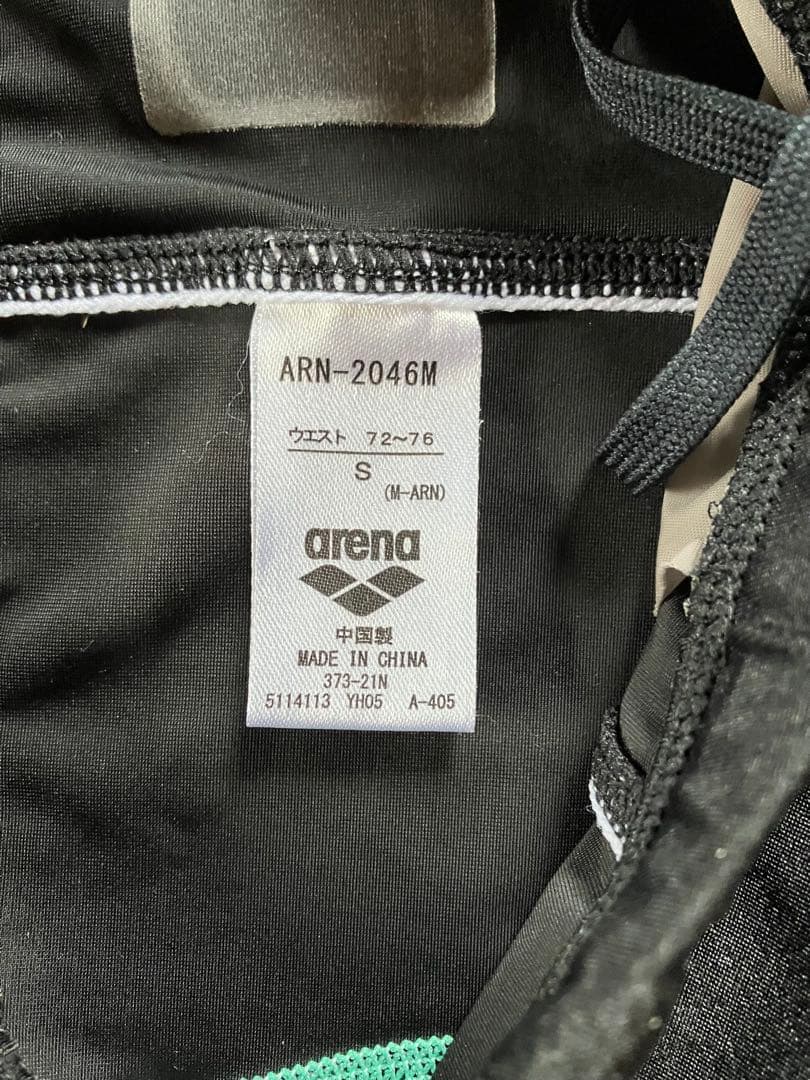 ARN-2046M
ウエスト 72〜76
S
(M-ARN)
arena
中国製
MADE IN CHINA
373-21N
5114113 YH05 A-405